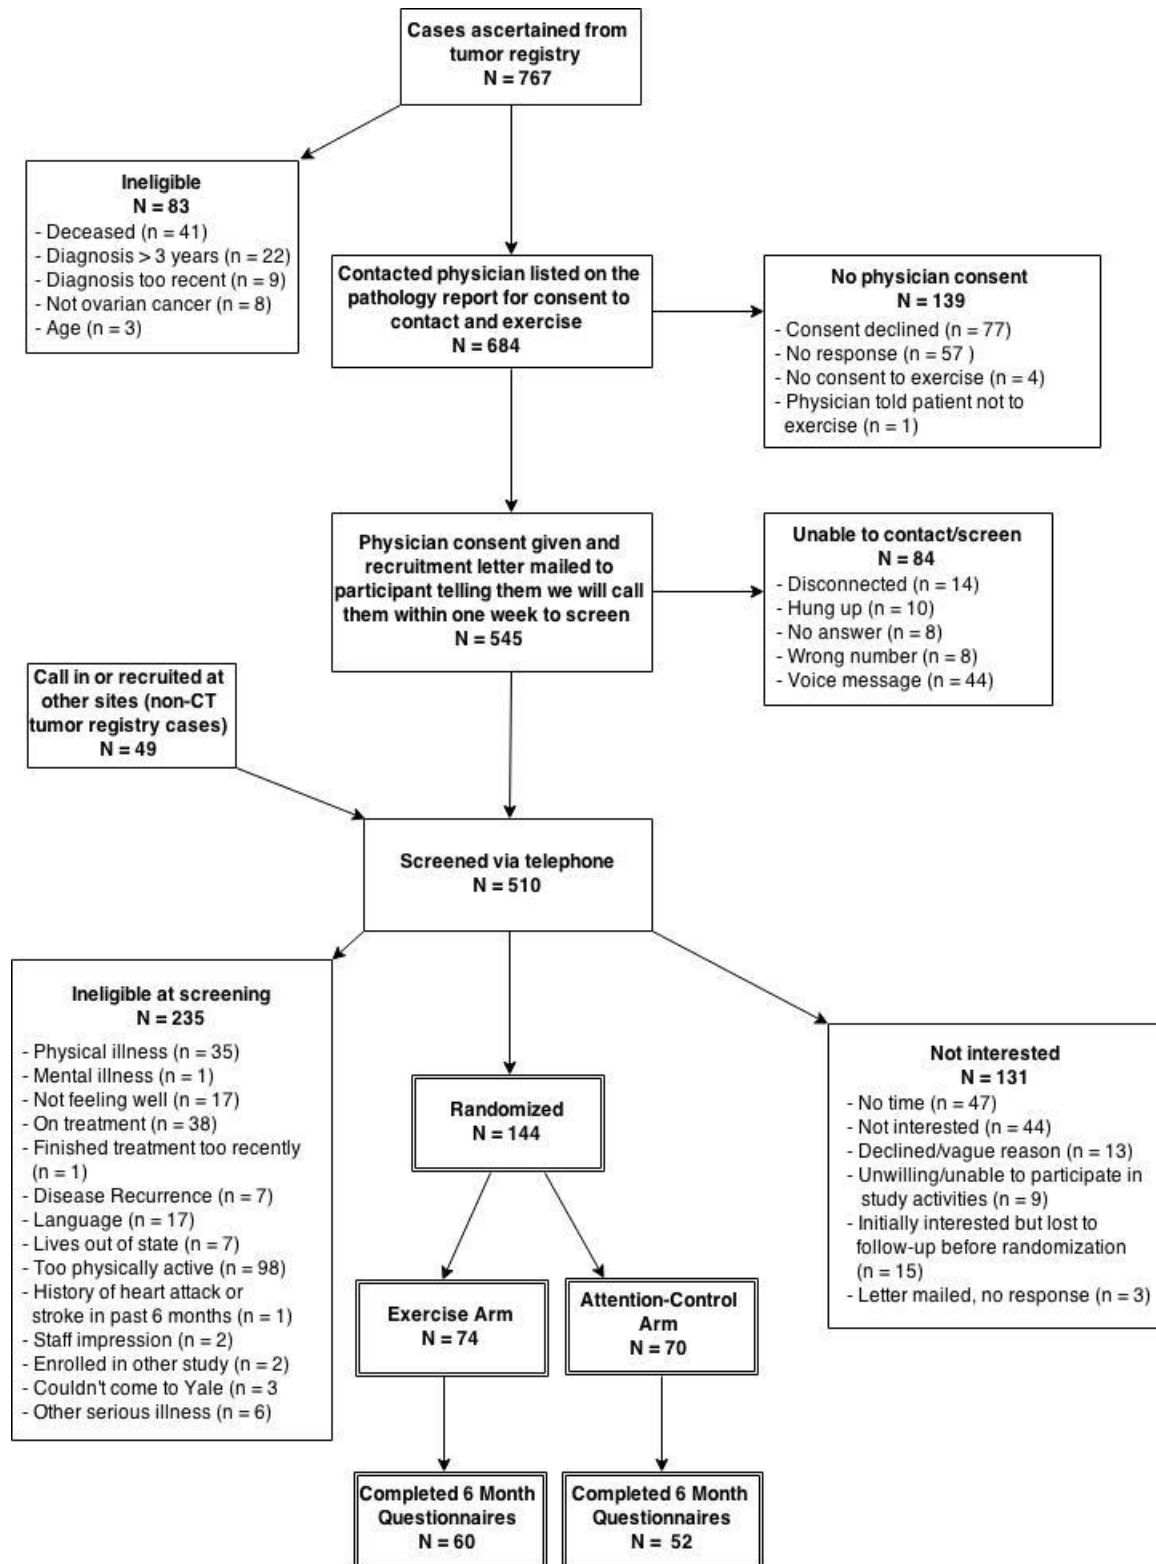 Cases ascertained from
tumor registry
N = 767
Ineligible
N = 83
- Deceased (n = 41)
- Diagnosis > 3 years (n = 22)
- Diagnosis too recent (n = 9)
- Not ovarian cancer (n = 8)
- Age (n = 3)
Contacted physician listed on the
pathology report for consent to
contact and exercise
N = 684
No physician consent
N = 139
- Consent declined (n = 77)
- No response (n = 57 )
- No consent to exercise (n = 4)
- Physician told patient not to
exercise (n = 1)
Physician consent given and
recruitment letter mailed to
participant telling them we will call
them within one week to screen
N = 545
Unable to contact/screen
N = 84
- Disconnected (n = 14)
- Hung up (n = 10)
- No answer (n = 8)
- Wrong number (n = 8)
- Voice message (n = 44)
Call in or recruited at
other sites (non-CT
tumor registry cases)
N = 49
Screened via telephone
N = 510
Ineligible at screening
N = 235
- Physical illness (n = 35)
- Mental illness (n = 1)
- Not feeling well (n = 17)
- On treatment (n = 38)
- Finished treatment too recently
(n = 1)
- Disease Recurrence (n = 7)
- Language (n = 17)
- Lives out of state (n = 7)
- Too physically active (n = 98)
- History of heart attack or
stroke in past 6 months (n = 1)
- Staff impression (n = 2)
- Enrolled in other study (n = 2)
- Couldn't come to Yale (n = 3
- Other serious illness (n = 6)
Randomized
N = 144
Not interested
N = 131
- No time (n = 47)
- Not interested (n = 44)
- Declined/vague reason (n = 13)
- Unwilling/unable to participate in
study activities (n = 9)
- Initially interested but lost to
follow-up before randomization
(n = 15)
- Letter mailed, no response (n = 3)
Exercise Arm
N = 74
Attention-Control
Arm
N = 70
Completed 6 Month
Questionnaires
N = 60
Completed 6 Month
Questionnaires
N = 52